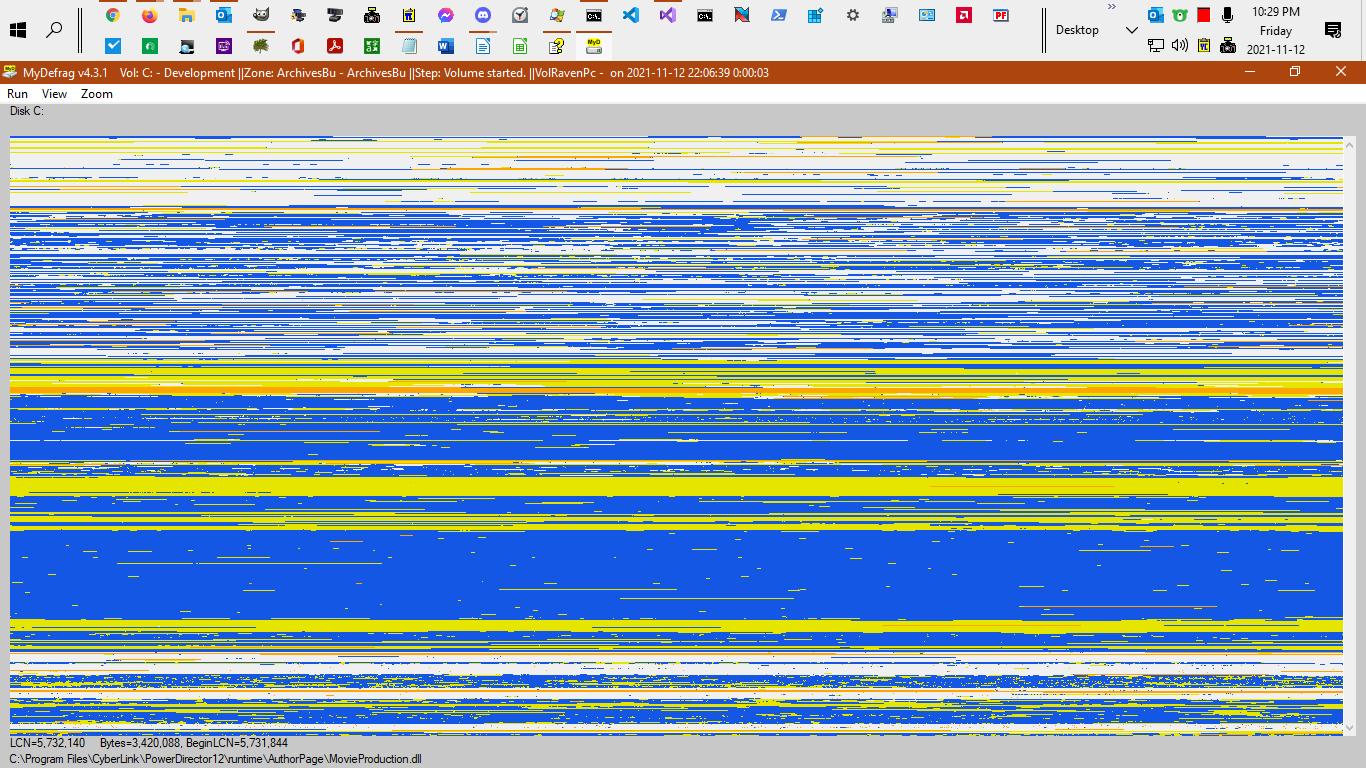 10:29 PM
Desktop
Friday
2021-11-12
MyDefrag v4.3.1 Vol: C: - Development ||Zone: ArchivesBu - ArchivesBu ||Step: Volume started. ||VolRavenPc - on 2021-11-12 22:06:39 0:00:03
Run View Zoom
Disk C:
LCN=5,732,140 Bytes=3,420,088, BeginLCN=5,731,844
C:\Program Files\CyberLink\PowerDirector12\runtime\AuthorPage\MovieProduction.dll